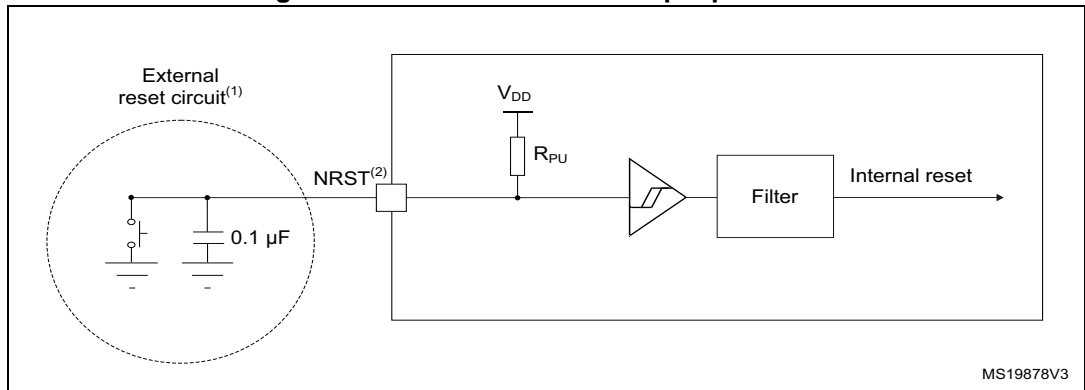 External
reset circuit(1)
VDD
RPU
NRST(2)
Internal reset
Filter
0.1 µF
MS19878V3